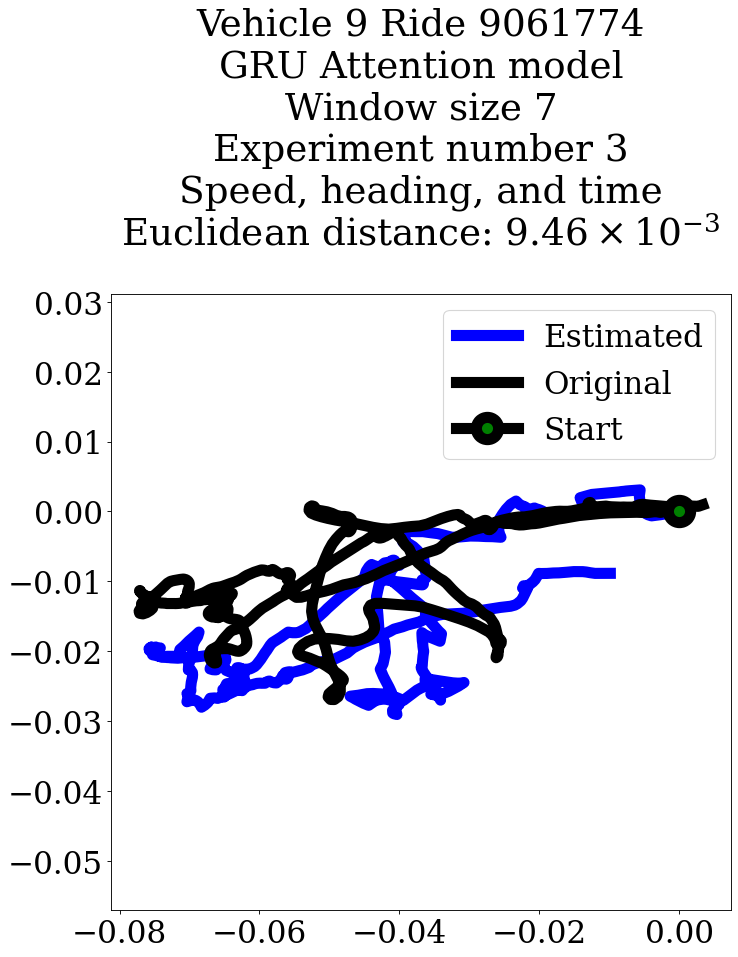 Vehicle 9 Ride 9061774
GRU Attention model
Window size 7
Experiment number 3
Speed, heading, and time
Euclidean distance: 9.46 × 10⁻³
Estimated
Original
Start
0.03
0.02
0.01
0.00
−0.01
−0.02
−0.03
−0.04
−0.05
−0.08 −0.06 −0.04 −0.02 0.00